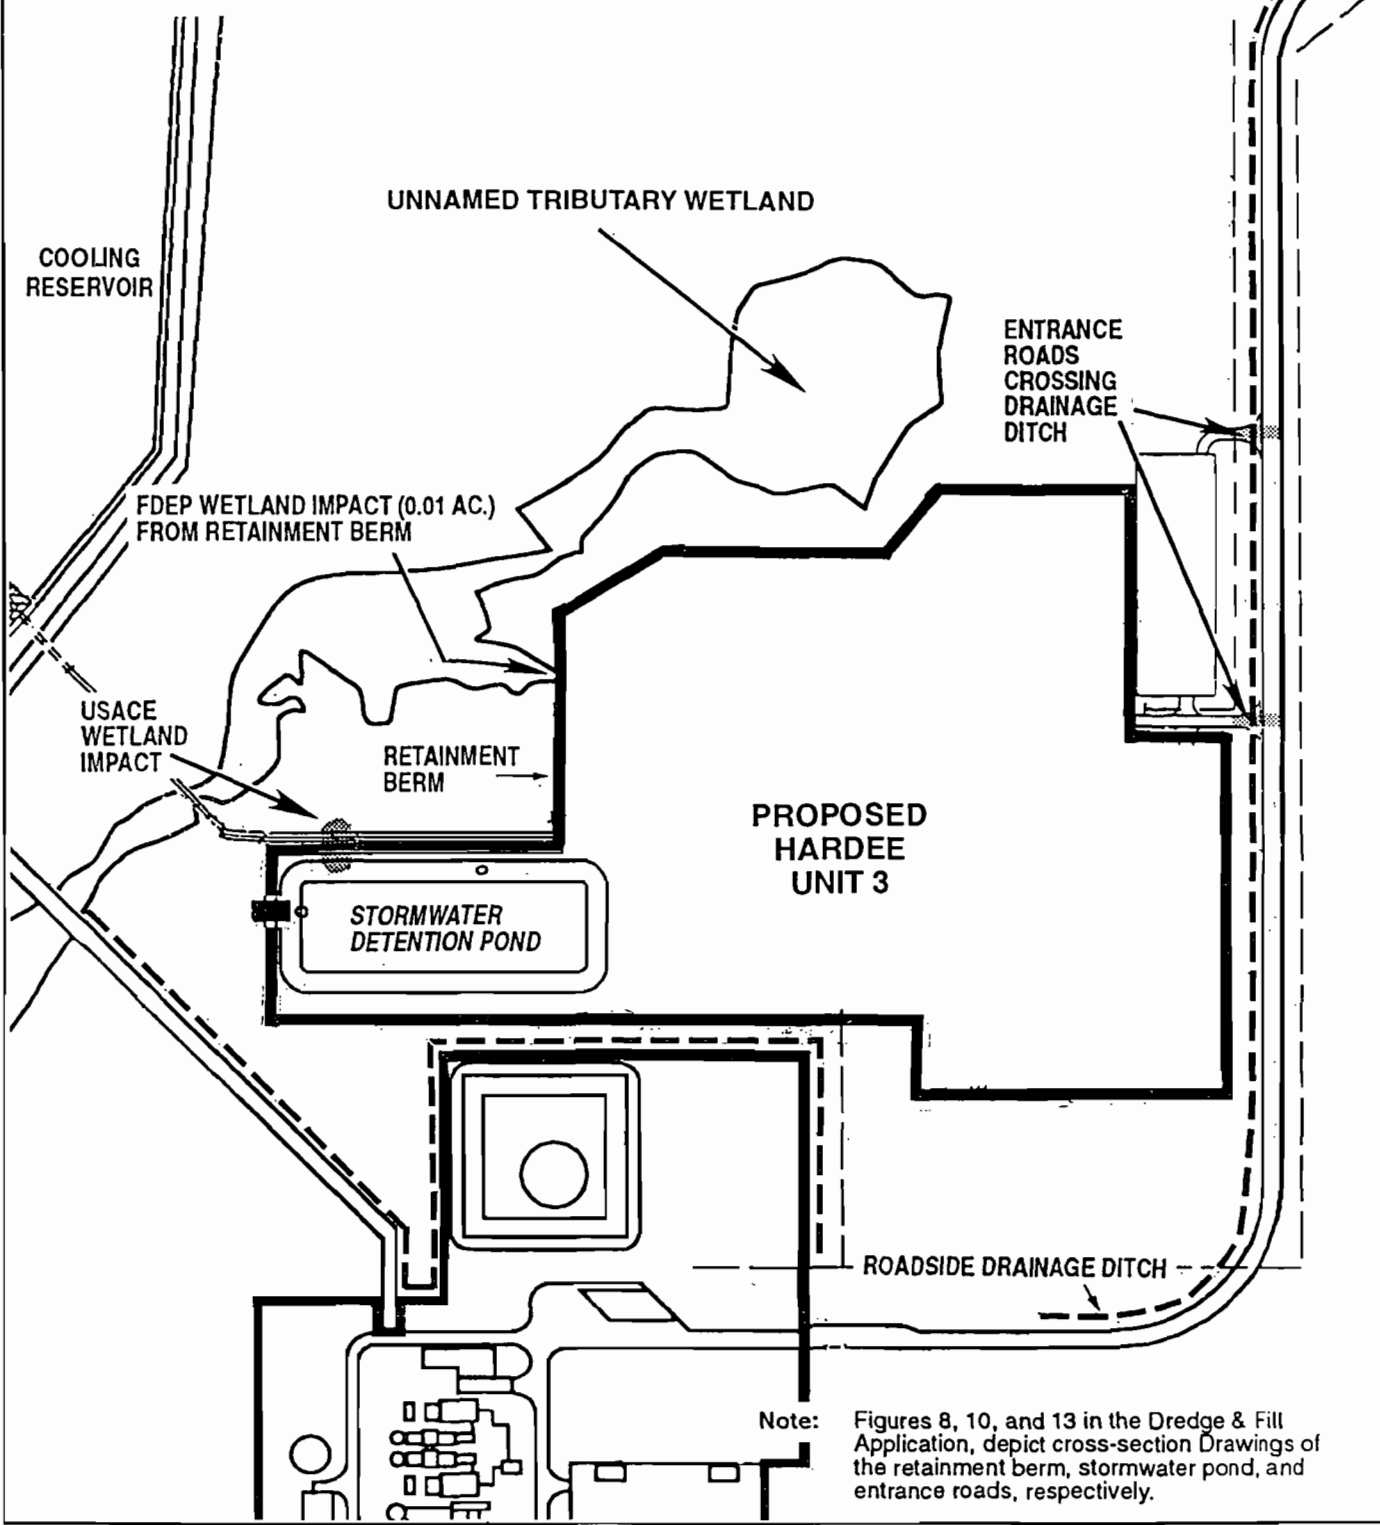 UNNAMED TRIBUTARY WETLAND
COOLING
RESERVOIR
ENTRANCE
ROADS
CROSSING
DRAINAGE
DITCH
FDEP WETLAND IMPACT (0.01 AC.)
FROM RETAINMENT BERM
USACE
WETLAND
IMPACT
RETAINMENT
BERM
PROPOSED
HARDEE
UNIT 3
STORMWATER
DETENTION POND
ROADSIDE DRAINAGE DITCH
Note: Figures 8, 10, and 13 in the Dredge & Fill
Application, depict cross-section Drawings of
the retainment berm, stormwater pond, and
entrance roads, respectively.